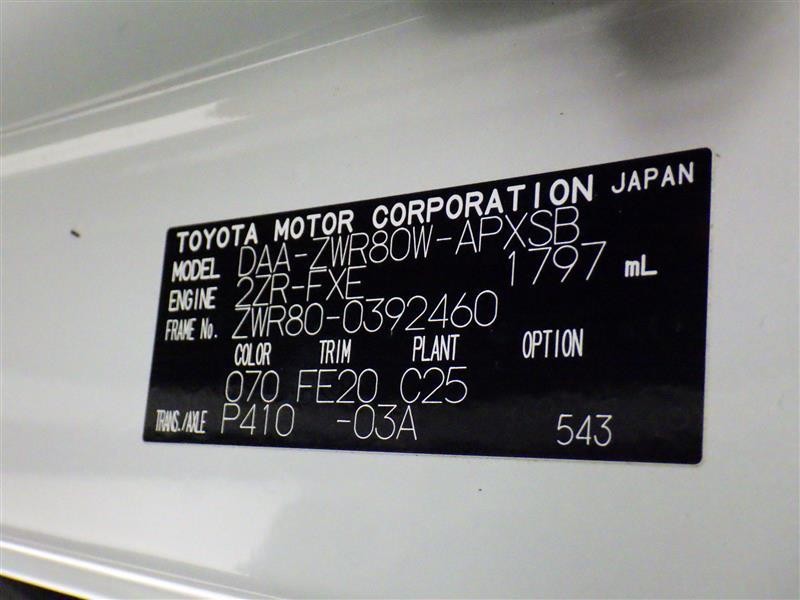 TOYOTA MOTOR CORPORATION JAPAN
MODEL DAA-ZWR80W-APXSB
ENGINE 2ZR-FXE 1797 mL
FRAME No. ZWR80-0392460
COLOR TRIM PLANT OPTION
070 FE20 C25
TRANS./AXLE P410 -03A 543